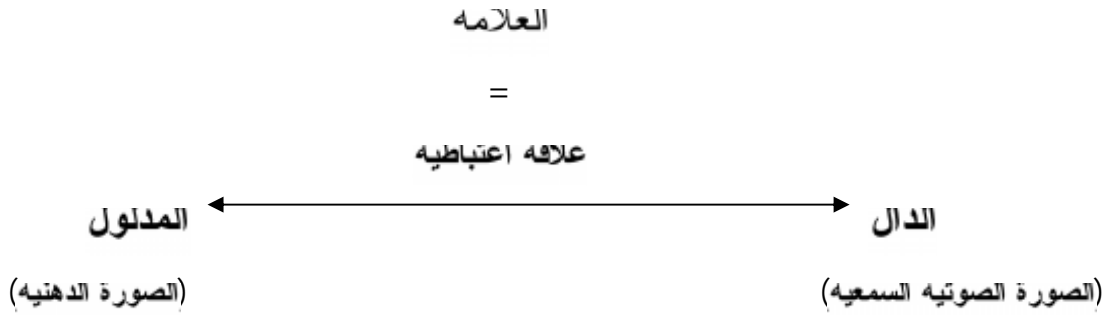 العلامه
=
علاقه اعتباطيه
الدال المدلول
(الصورة الصوتيه السمعيه) (الصورة الدهنيه)